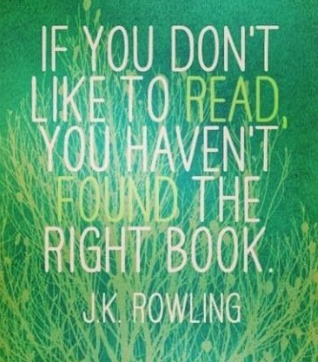 IF YOU DON'T
LIKE TO READ,
YOU HAVEN'T
FOUND THE
RIGHT BOOK.
J.K. ROWLING